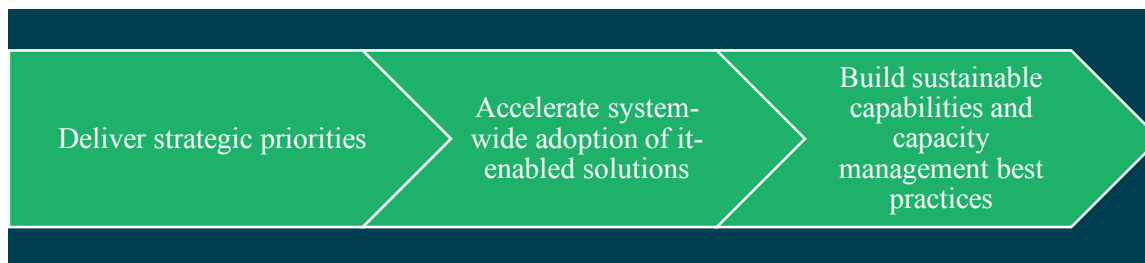 Deliver strategic priorities
Accelerate system-
wide adoption of it-
enabled solutions
Build sustainable
capabilities and
capacity
management best
practices